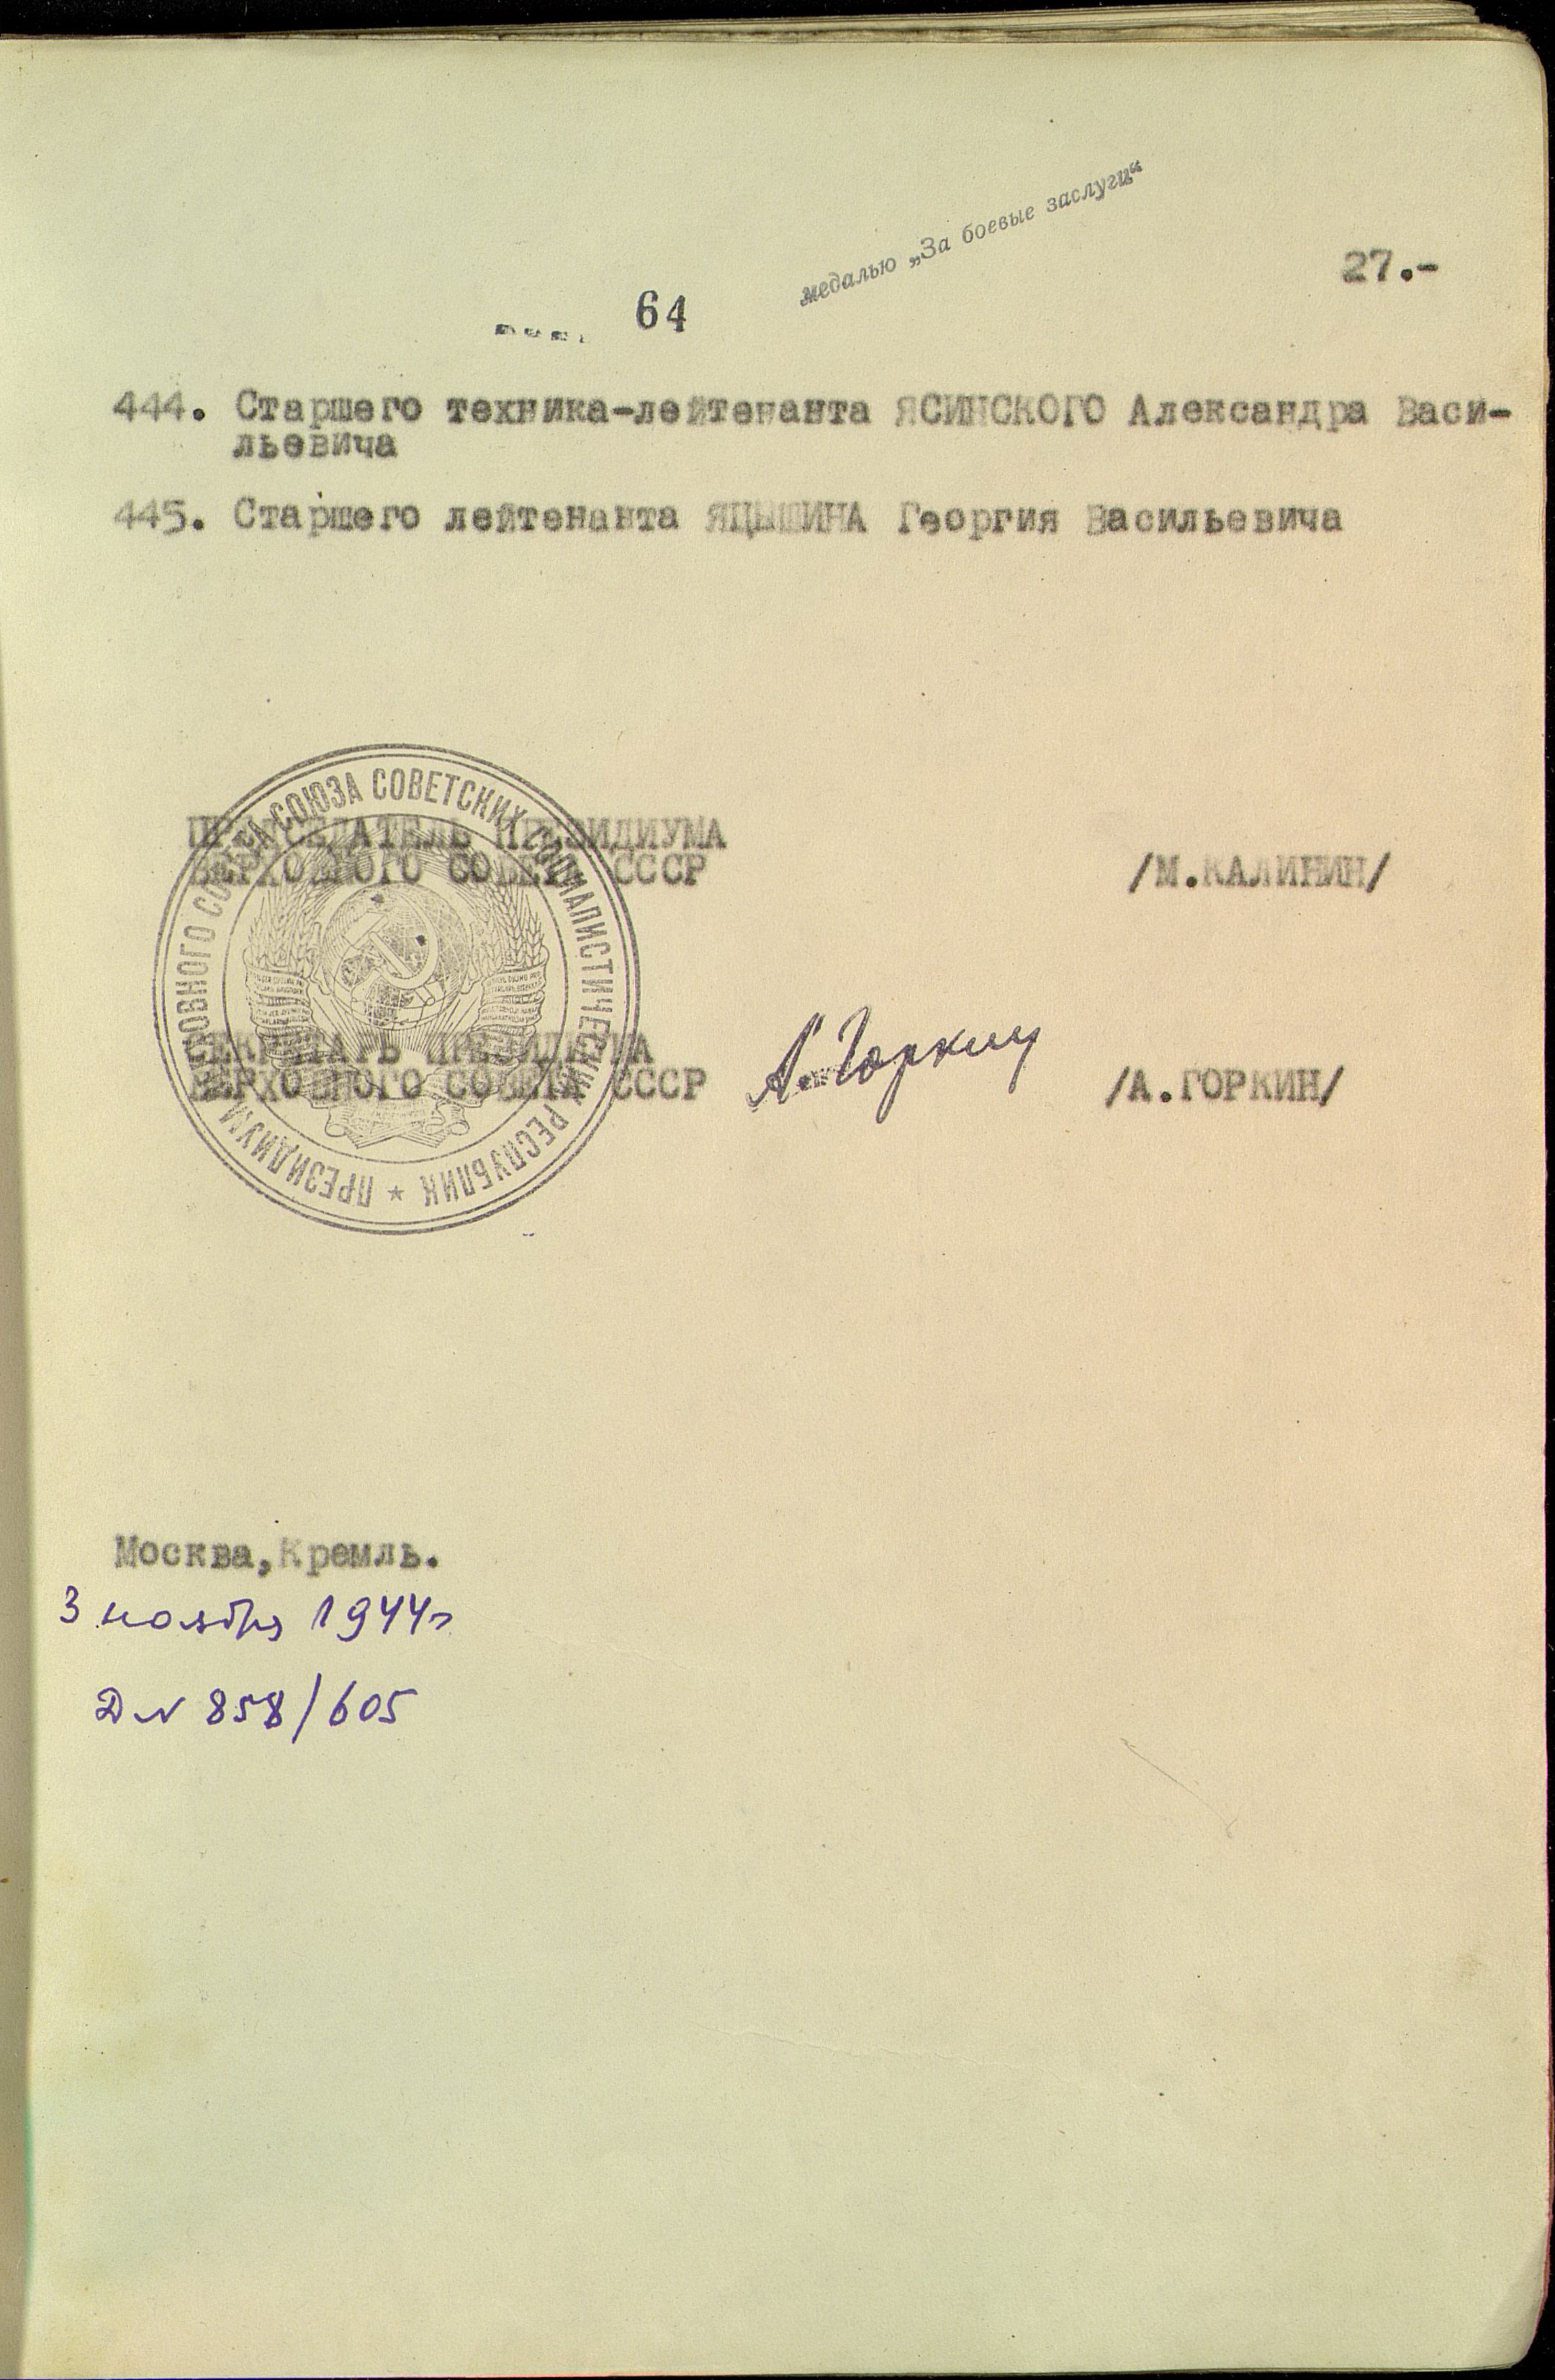 медалью „За боевые заслуги“
27.-
64
444. Старшего техника-лейтенанта ЯСИНСКОГО Александра Васи-
льевича
445. Старшего лейтенанта ЯЦЫШИНА Георгия Васильевича
ПРЕДСЕДАТЕЛЬ ПРЕЗИДИУМА
ВЕРХОВНОГО СОВЕТА СССР
/М.КАЛИНИН/
СЕКРЕТАРЬ ПРЕЗИДИУМА
ВЕРХОВНОГО СОВЕТА СССР
А. Горкин
/А.ГОРКИН/
ПРЕЗИДИУМ ВЕРХОВНОГО СОВЕТА СОЮЗА СОВЕТСКИХ СОЦИАЛИСТИЧЕСКИХ РЕСПУБЛИК ★
Москва,Кремль.
3 ноября 1944г
Д № 858/605